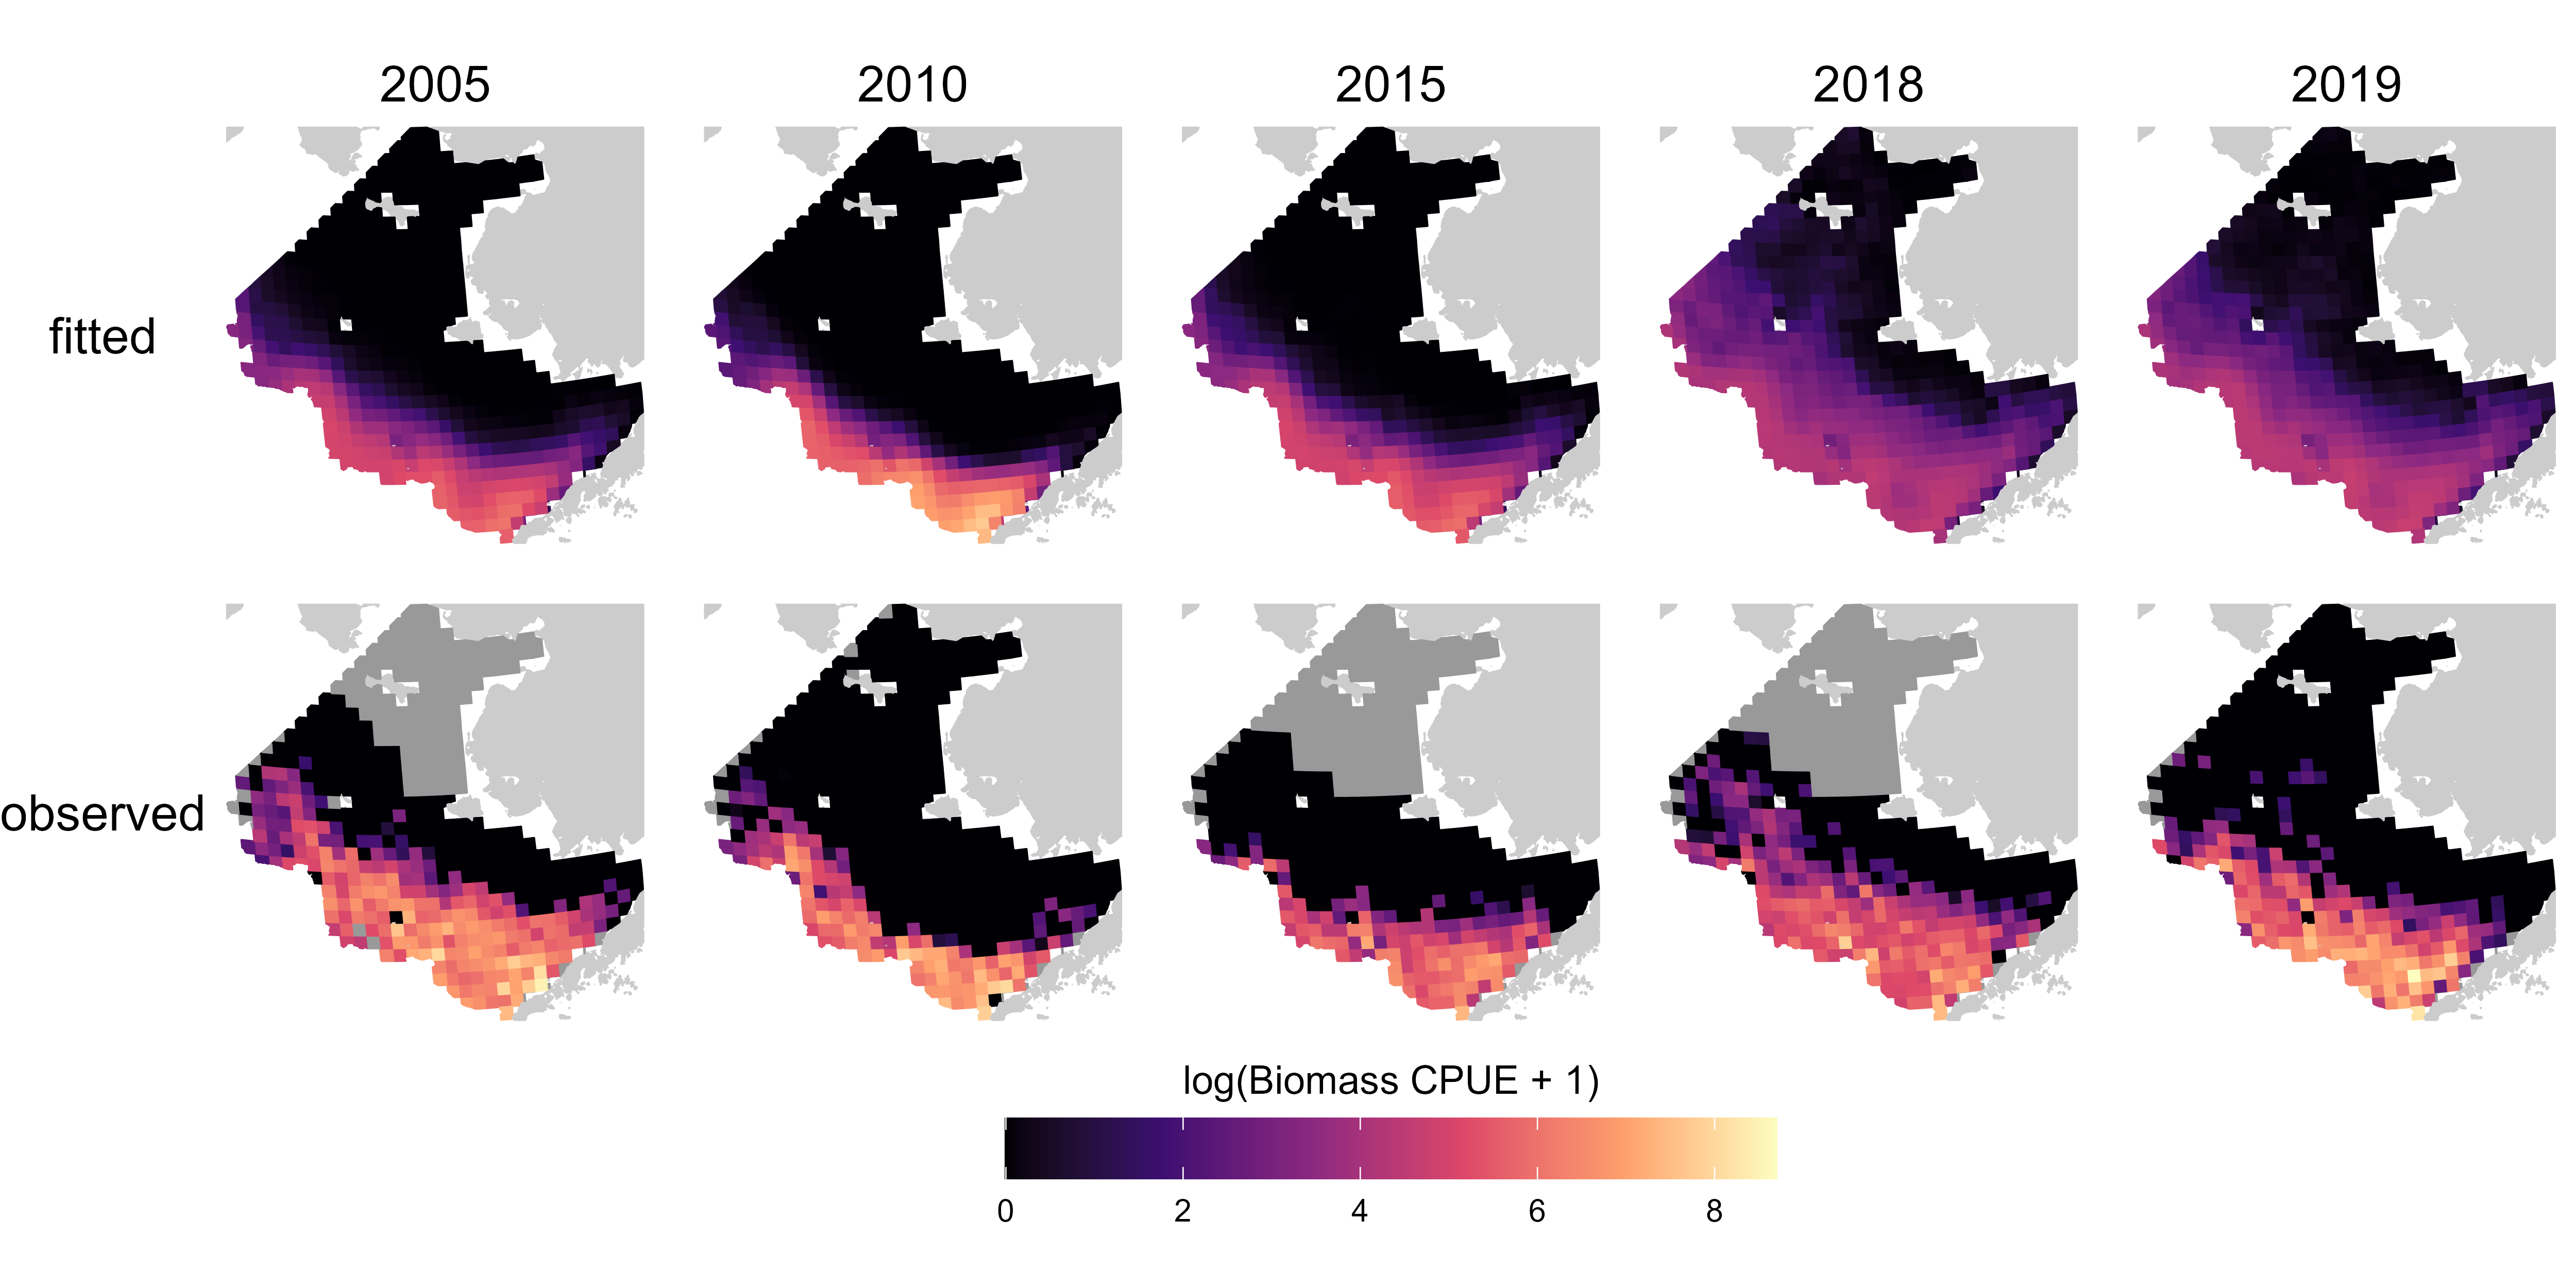 2005 2010 2015 2018 2019
fitted
observed
log(Biomass CPUE + 1)
0 2 4 6 8